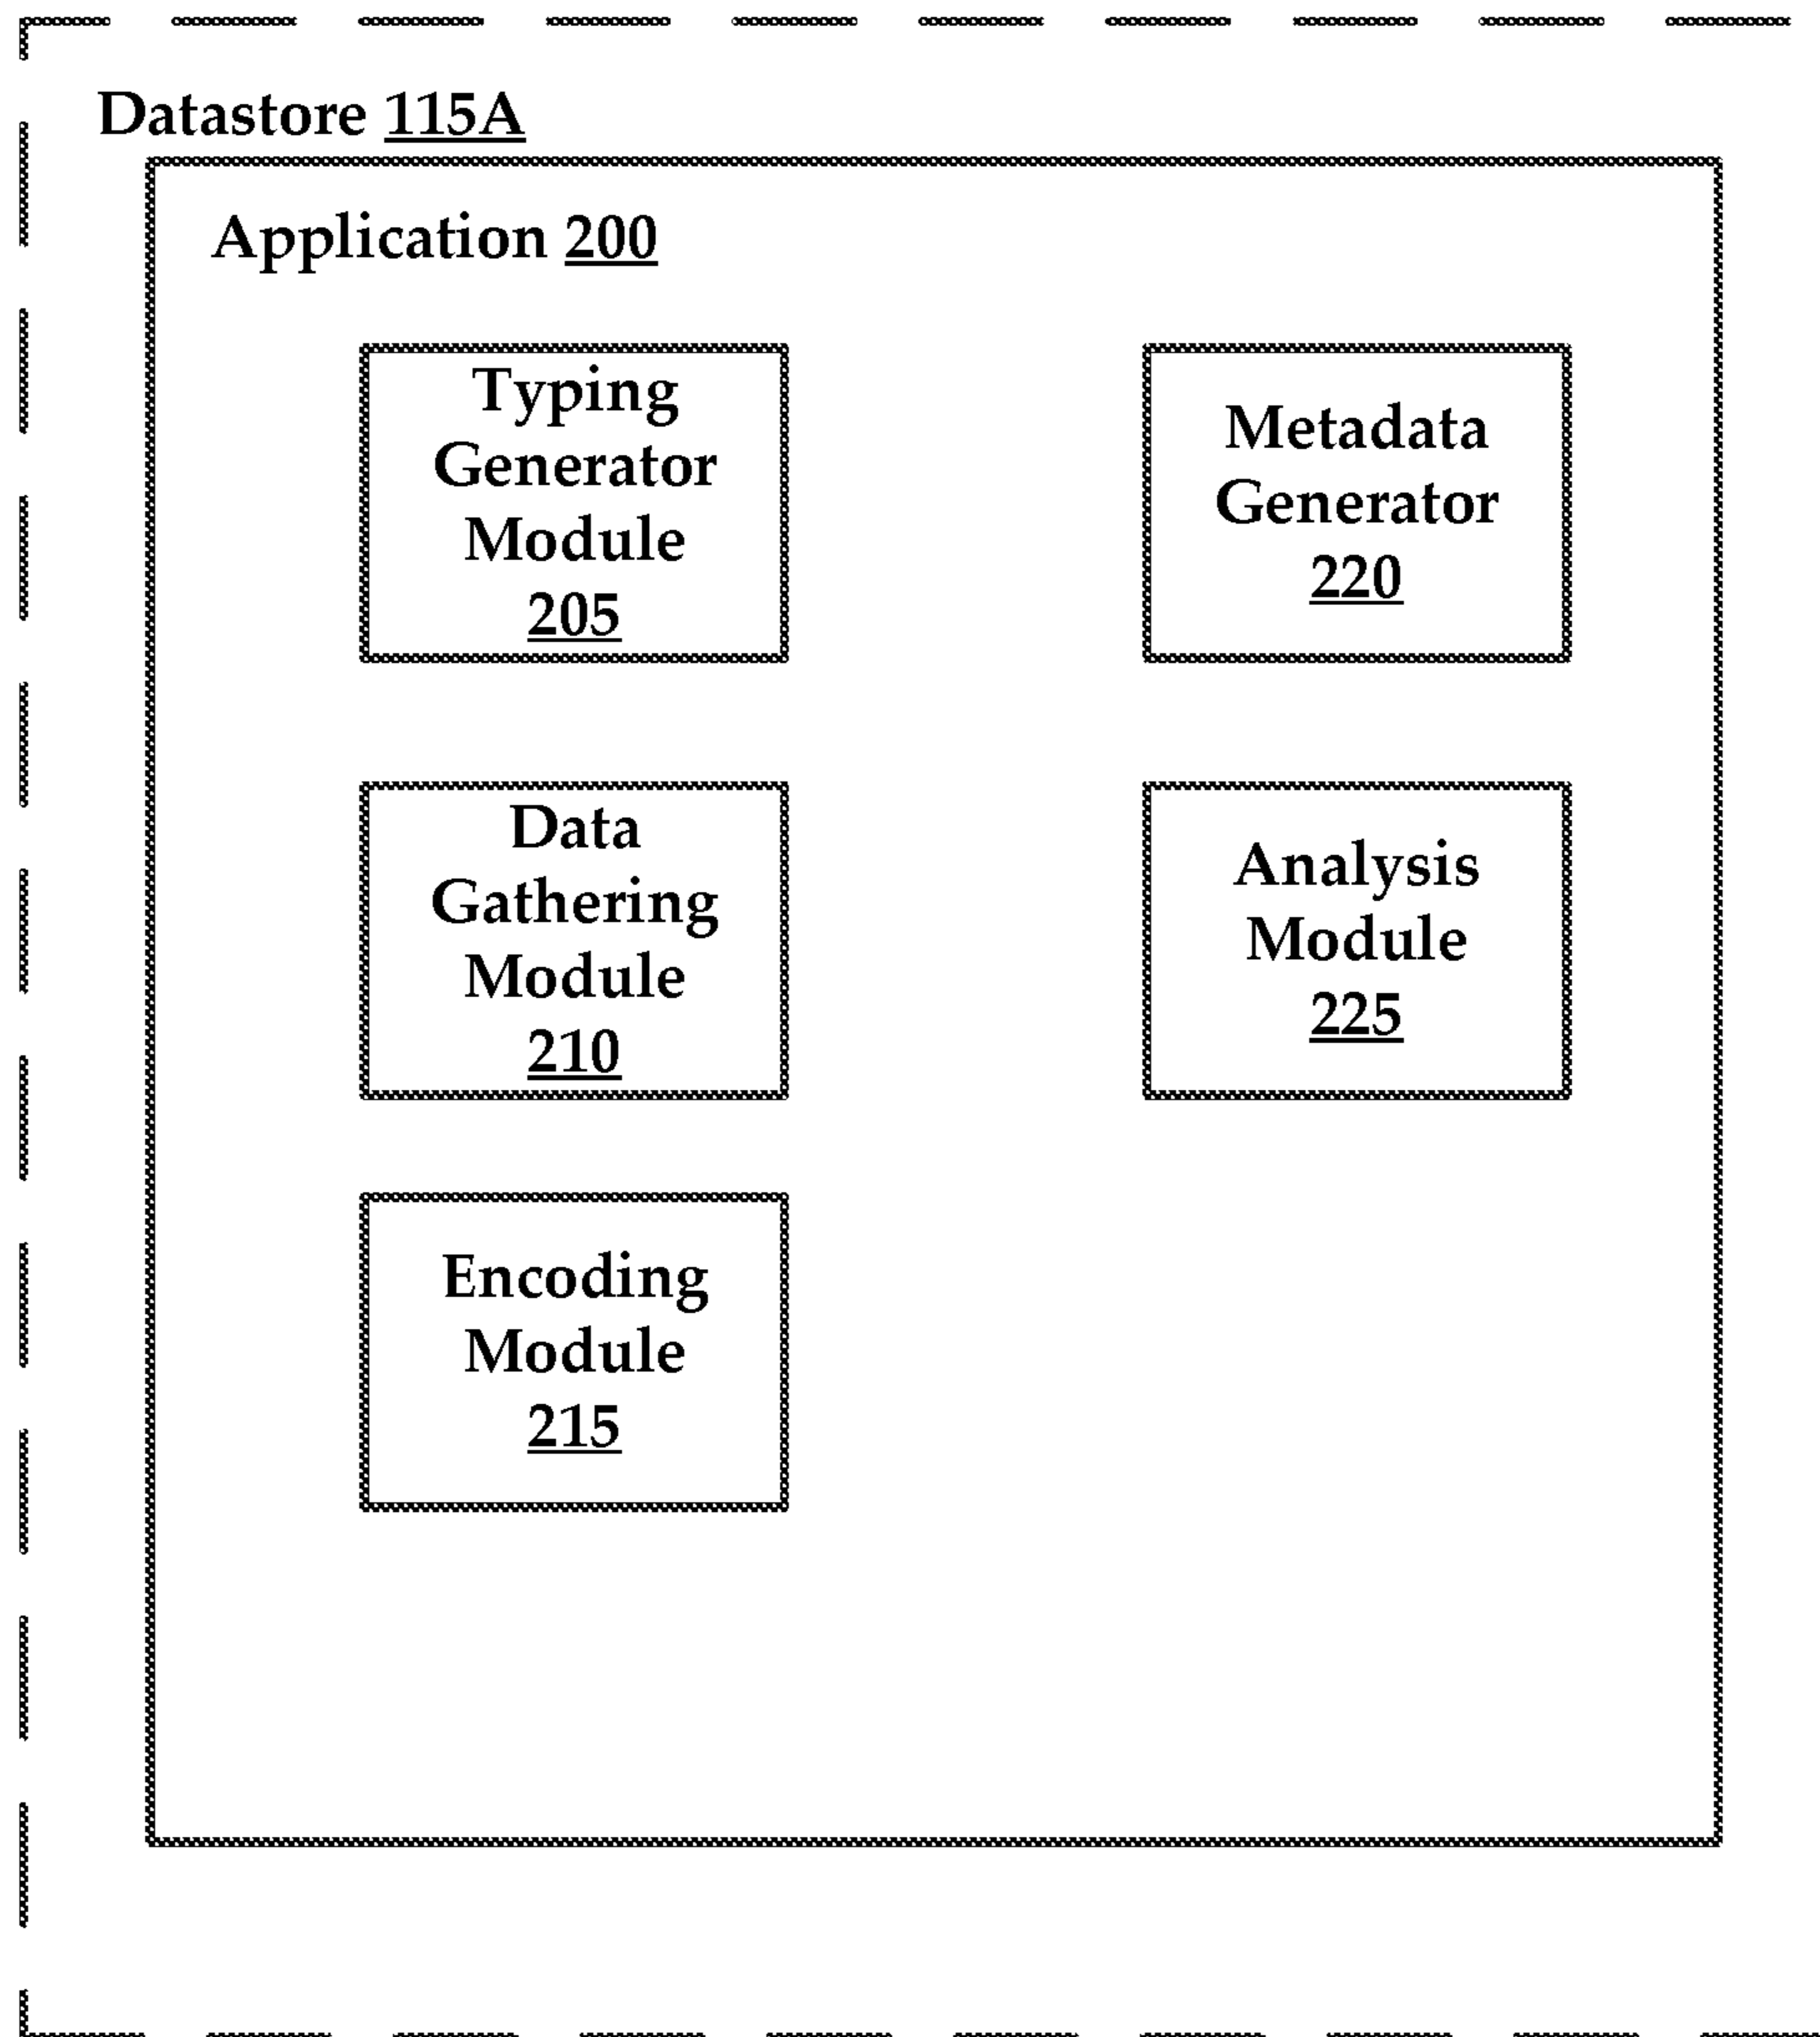 Datastore 115A
Application 200
Typing
Generator
Module
205
Metadata
Generator
220
Data
Gathering
Module
210
Analysis
Module
225
Encoding
Module
215